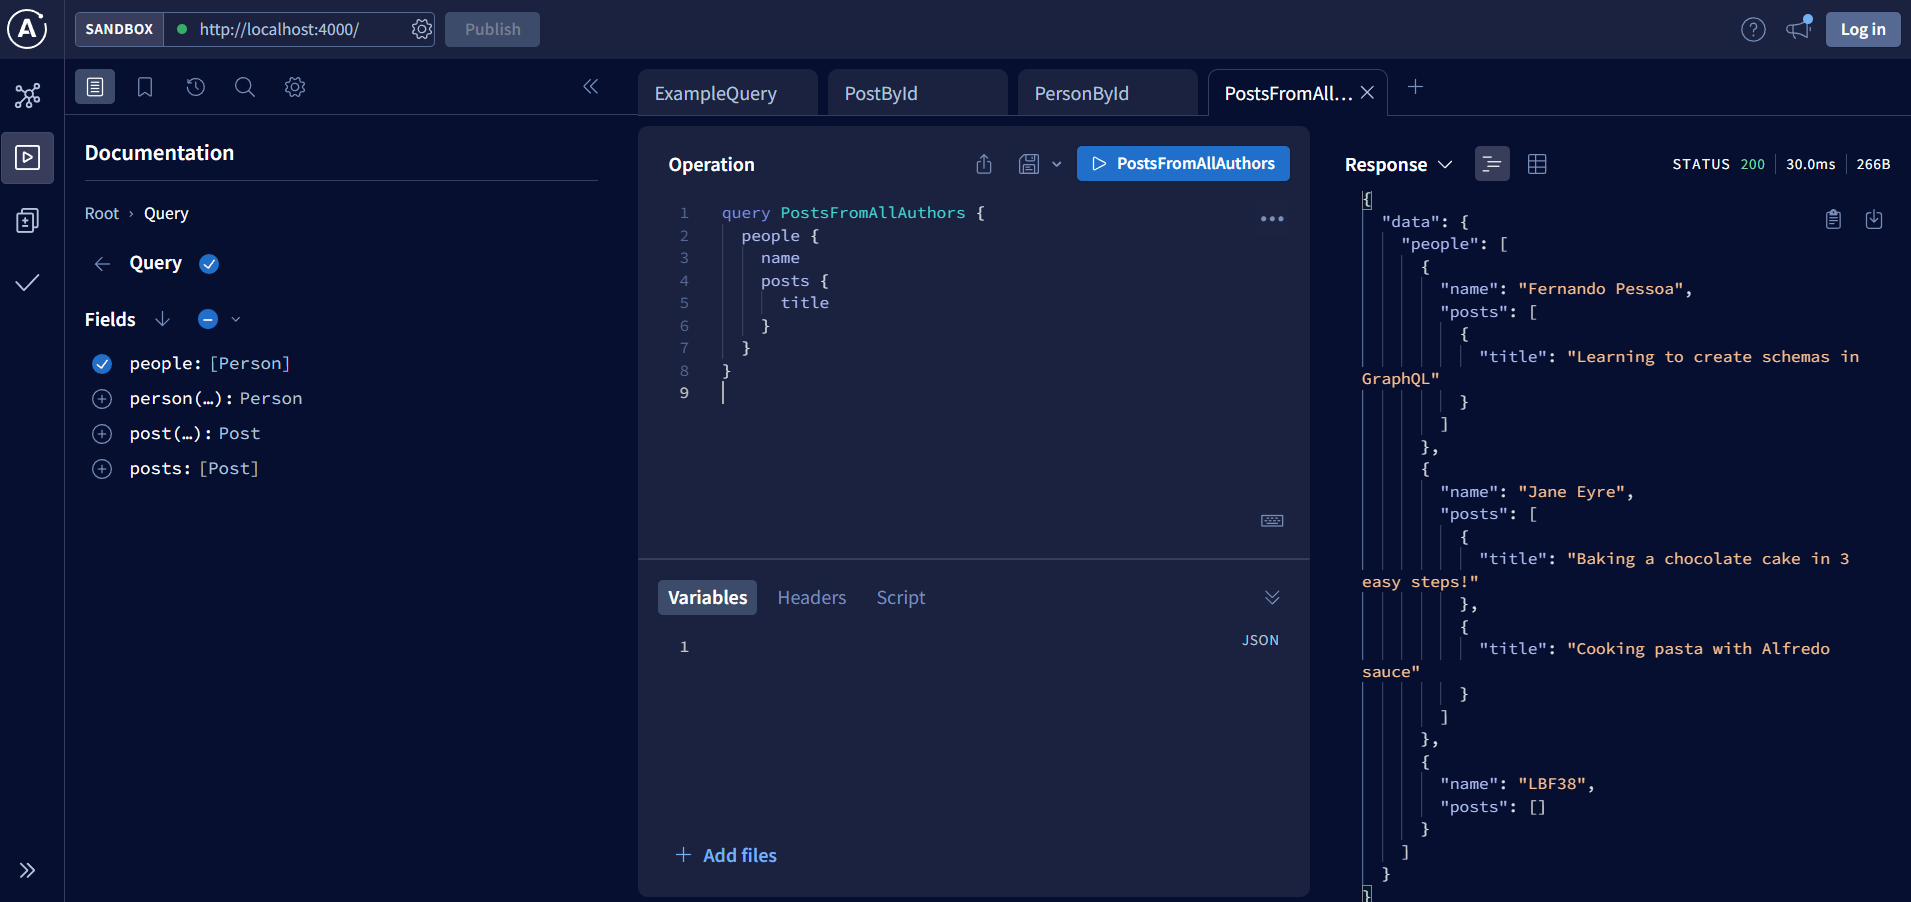 SANDBOX http://localhost:4000/ Publish Log in
ExampleQuery PostById PersonById PostsFromAll...
Documentation
Root › Query
Query
Fields
people: [Person]
person(…): Person
post(…): Post
posts: [Post]
Operation PostsFromAllAuthors
1 query PostsFromAllAuthors {
2 people {
3 name
4 posts {
5 title
6 }
7 }
8 }
9
Variables Headers Script
1 JSON
Add files
Response STATUS 200 30.0ms 266B
{
"data": {
"people": [
{
"name": "Fernando Pessoa",
"posts": [
{
"title": "Learning to create schemas in
GraphQL"
}
]
},
{
"name": "Jane Eyre",
"posts": [
{
"title": "Baking a chocolate cake in 3
easy steps!"
},
{
"title": "Cooking pasta with Alfredo
sauce"
}
]
},
{
"name": "LBF38",
"posts": []
}
]
}
}